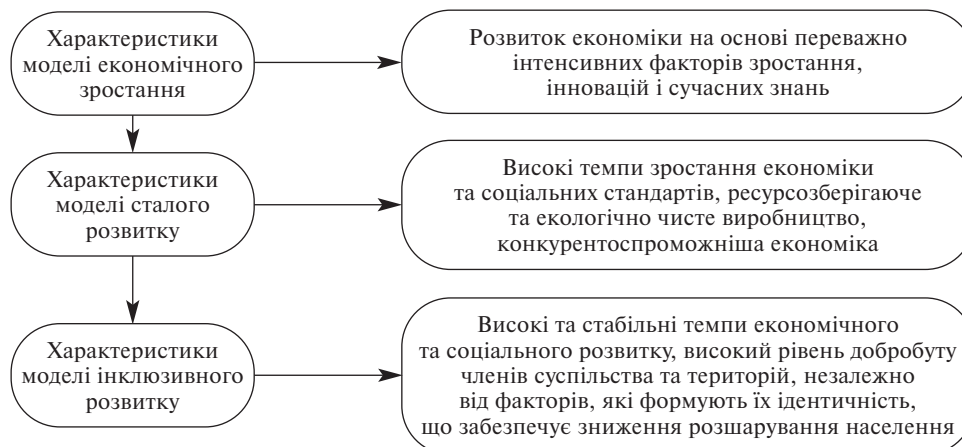 Характеристики
моделі економічного
зростання
Розвиток економіки на основі переважно
інтенсивних факторів зростання,
інновацій і сучасних знань
Характеристики
моделі сталого
розвитку
Високі темпи зростання економіки
та соціальних стандартів, ресурсозберігаюче
та екологічно чисте виробництво,
конкурентоспроможніша економіка
Характеристики
моделі інклюзивного
розвитку
Високі та стабільні темпи економічного
та соціального розвитку, високий рівень добробуту
членів суспільства та територій, незалежно
від факторів, які формують їх ідентичність,
що забезпечує зниження розшарування населення